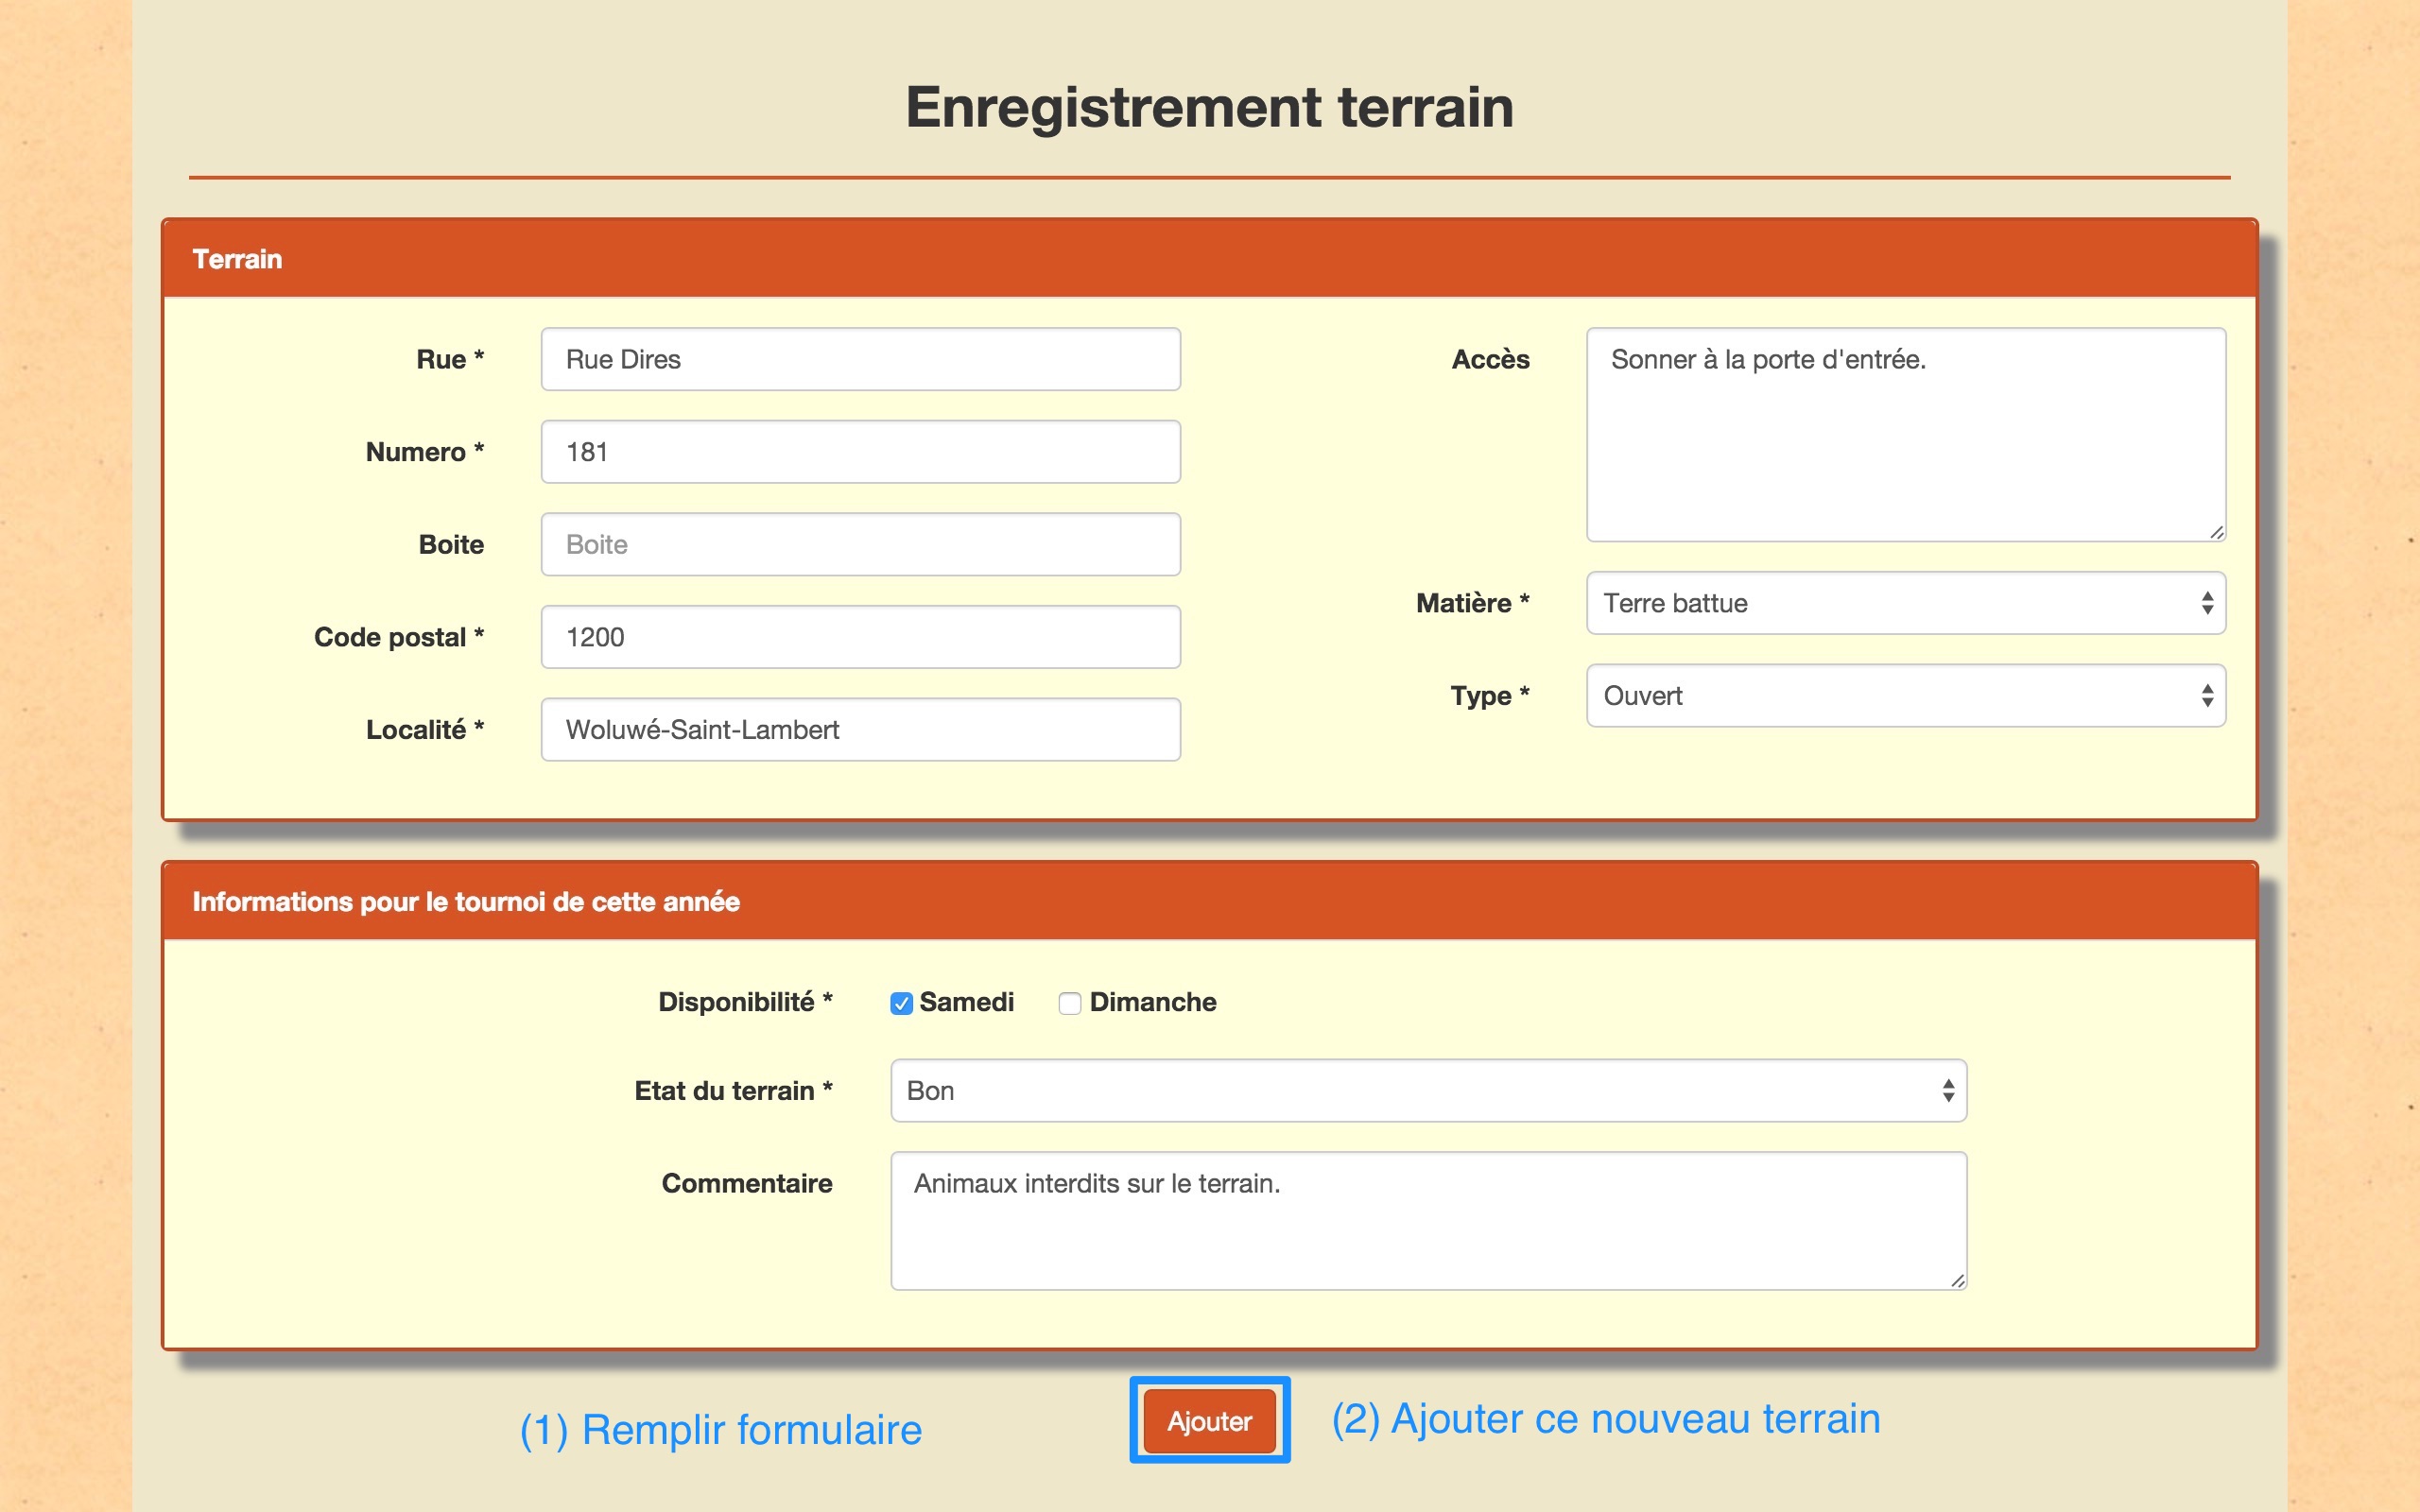 Enregistrement terrain
Terrain
Rue * Rue Dires
Numero * 181
Boite Boite
Code postal * 1200
Localité * Woluwé-Saint-Lambert
Accès Sonner à la porte d'entrée.
Matière * Terre battue
Type * Ouvert
Informations pour le tournoi de cette année
Disponibilité * Samedi Dimanche
Etat du terrain * Bon
Commentaire Animaux interdits sur le terrain.
(1) Remplir formulaire Ajouter (2) Ajouter ce nouveau terrain